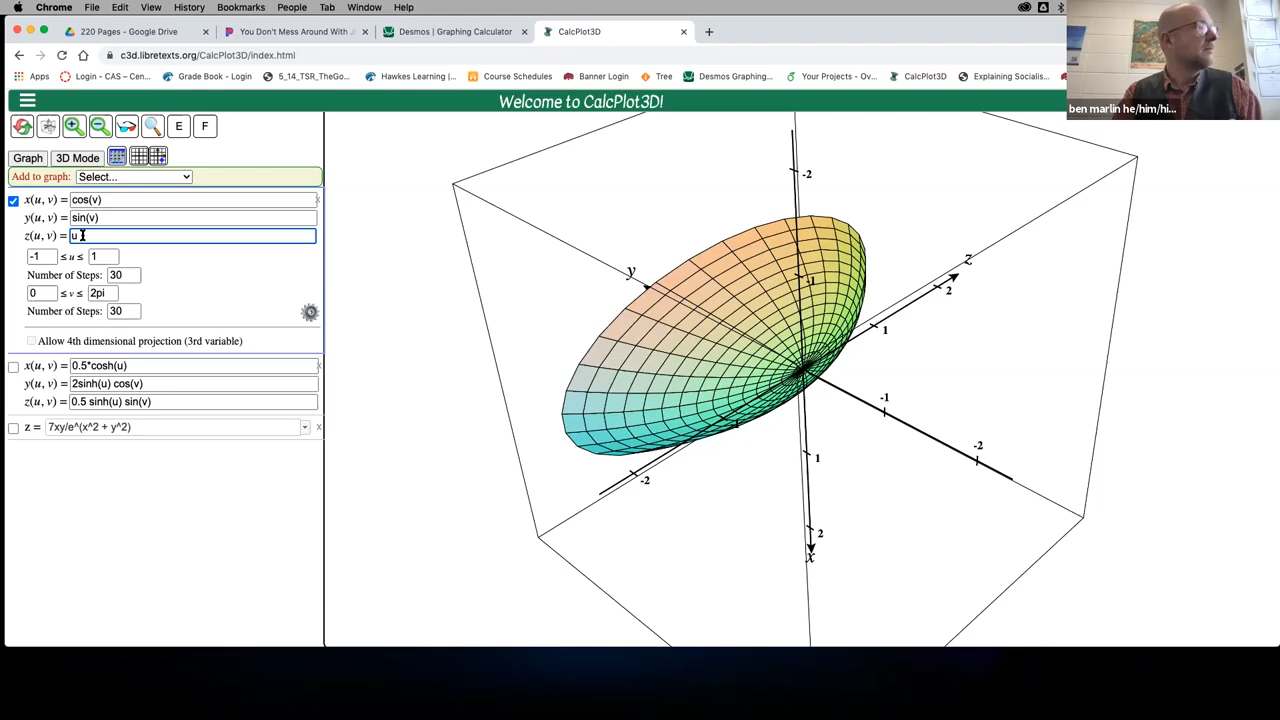 Chrome File Edit View History Bookmarks People Tab Window Help
220 Pages - Google Drive × You Don't Mess Around With J × Desmos | Graphing Calculator × CalcPlot3D × +
c3d.libretexts.org/CalcPlot3D/index.html
Apps Login - CAS – Cen... Grade Book - Login 5_14_TSR_TheGo... Hawkes Learning |... Course Schedules Banner Login Tree Desmos Graphing... Your Projects - Ov... CalcPlot3D Explaining Socialis...
ben marlin he/him/hi...
Welcome to CalcPlot3D!
E F
Graph 3D Mode
Add to graph: Select...
x(u, v) = cos(v) x
y(u, v) = sin(v)
z(u, v) = u
-1 ≤ u ≤ 1
Number of Steps: 30
0 ≤ v ≤ 2pi
Number of Steps: 30
Allow 4th dimensional projection (3rd variable)
x(u, v) = 0.5*cosh(u) x
y(u, v) = 2sinh(u) cos(v)
z(u, v) = 0.5 sinh(u) sin(v)
z = 7xy/e^(x^2 + y^2) x
-2
y
z
-1
2
1
-1
-2
1
-2
2
x